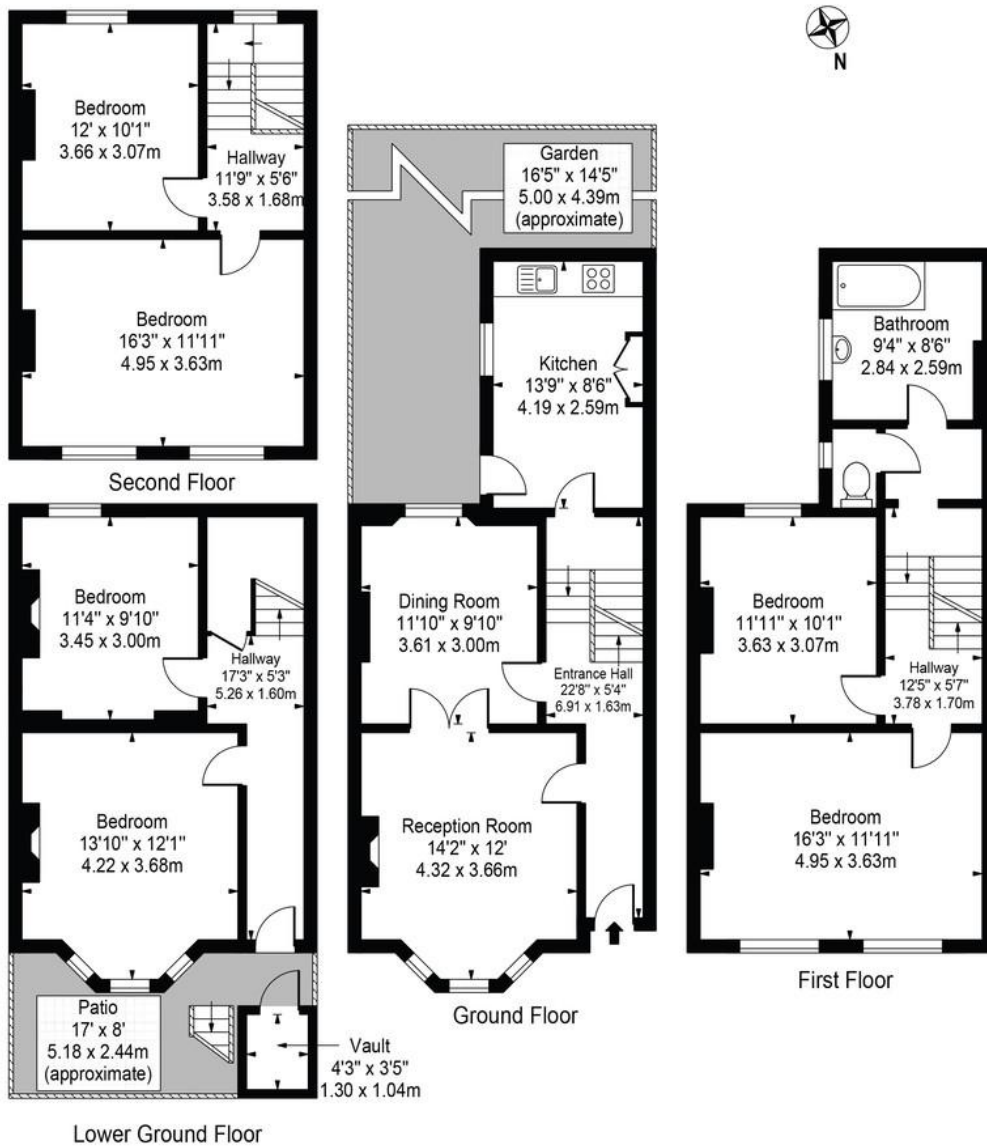 N
Bedroom
12' x 10'1"
3.66 x 3.07m
Hallway
11'9" x 5'6"
3.58 x 1.68m
Bedroom
16'3" x 11'11"
4.95 x 3.63m
Second Floor
Bedroom
11'4" x 9'10"
3.45 x 3.00m
Hallway
17'3" x 5'3"
5.26 x 1.60m
Bedroom
13'10" x 12'1"
4.22 x 3.68m
Patio
17' x 8'
5.18 x 2.44m
(approximate)
Vault
4'3" x 3'5"
1.30 x 1.04m
Lower Ground Floor
Garden
16'5" x 14'5"
5.00 x 4.39m
(approximate)
Kitchen
13'9" x 8'6"
4.19 x 2.59m
Dining Room
11'10" x 9'10"
3.61 x 3.00m
Entrance Hall
22'8" x 5'4"
6.91 x 1.63m
Reception Room
14'2" x 12'
4.32 x 3.66m
Ground Floor
Bathroom
9'4" x 8'6"
2.84 x 2.59m
Bedroom
11'11" x 10'1"
3.63 x 3.07m
Hallway
12'5" x 5'7"
3.78 x 1.70m
Bedroom
16'3" x 11'11"
4.95 x 3.63m
First Floor